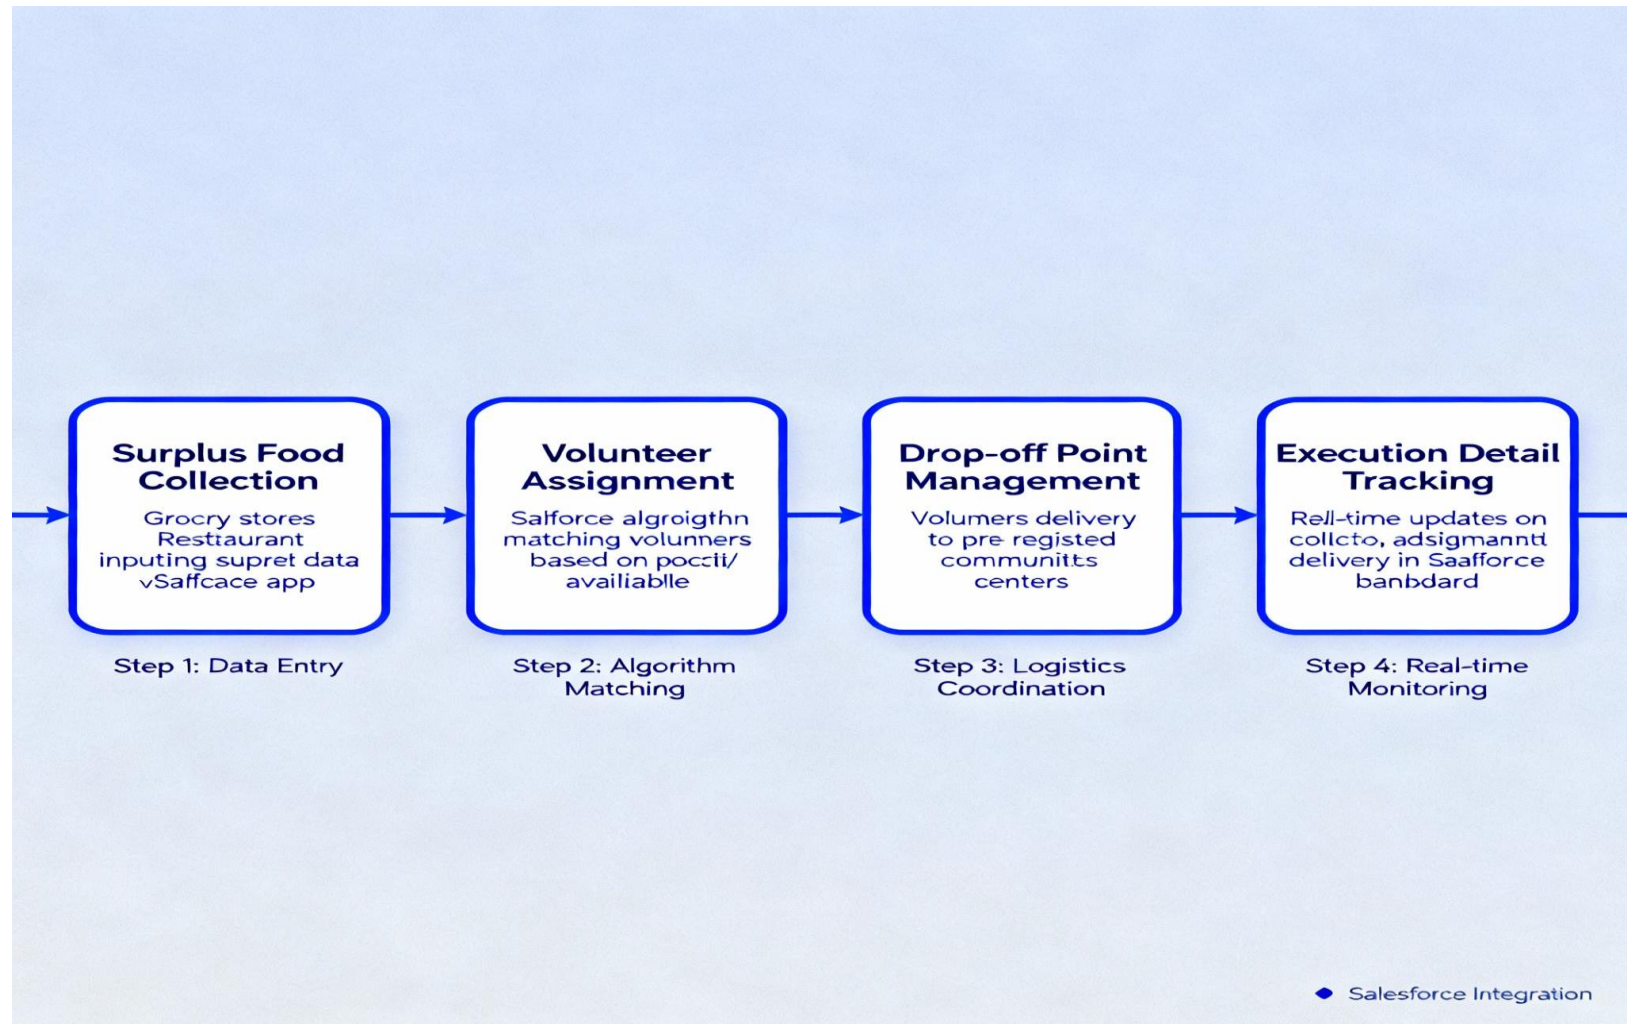 Surplus Food
Collection
Grocry stores
Resttaurant
inputing supret data
vSaffcace app
Step 1: Data Entry
Volunteer
Assignment
Salforce algroigthn
matching volunners
based on
availiablle
Step 2: Algorithm
Matching
Drop-off Point
Management
Volumers delivery
to pre registed
communitts
centers
Step 3: Logistics
Coordination
Execution Detail
Tracking
Rell-time updates on
collcto, adsigmanntl
delivery in Saafforce
banbdard
Step 4: Real-time
Monitoring
Salesforce Integration